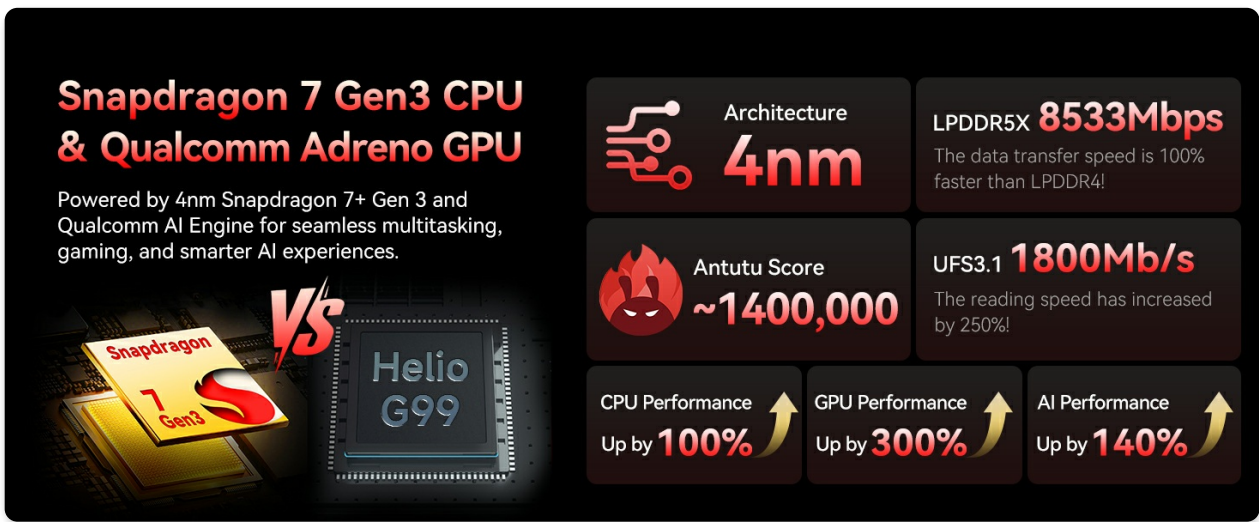 Snapdragon 7 Gen3 CPU
& Qualcomm Adreno GPU
Powered by 4nm Snapdragon 7+ Gen 3 and
Qualcomm AI Engine for seamless multitasking,
gaming, and smarter AI experiences.
VS
Snapdragon
7
Gen3
Helio
G99
Architecture
4nm
LPDDR5X 8533Mbps
The data transfer speed is 100%
faster than LPDDR4!
Antutu Score
~1400,000
UFS3.1 1800Mb/s
The reading speed has increased
by 250%!
CPU Performance
Up by 100%
GPU Performance
Up by 300%
AI Performance
Up by 140%